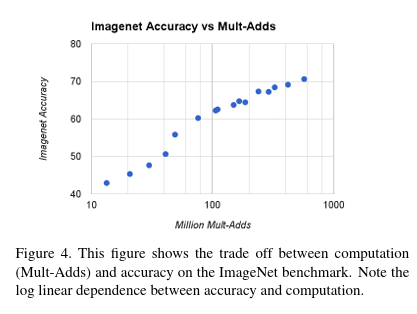 Imagenet Accuracy vs Mult-Adds
80
70
60
50
40
Imagenet Accuracy
10
100
1000
Million Mult-Adds
Figure 4. This figure shows the trade off between computation
(Mult-Adds) and accuracy on the ImageNet benchmark. Note the
log linear dependence between accuracy and computation.